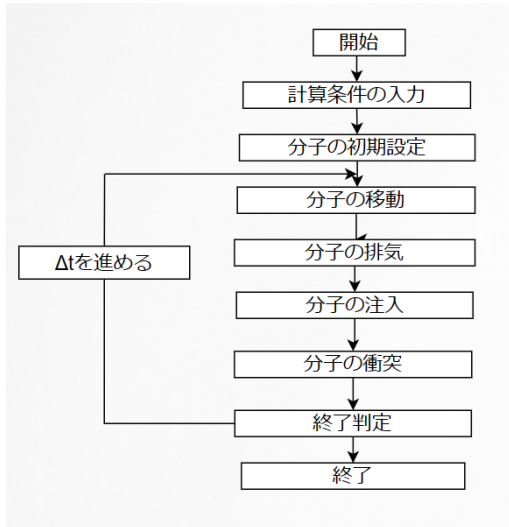 開始
計算条件の入力
分子の初期設定
分子の移動
Δtを進める
分子の排気
分子の注入
分子の衝突
終了判定
終了